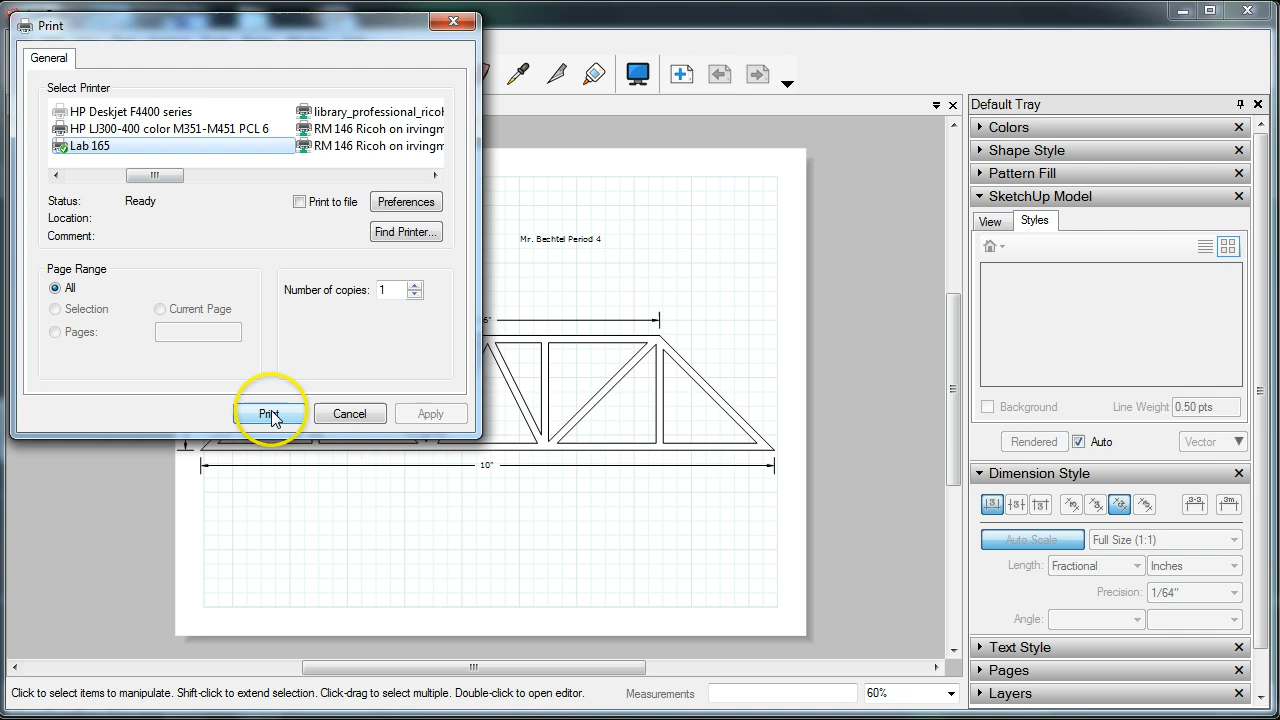 Print
General
Select Printer
HP Deskjet F4400 series
HP LJ300-400 color M351-M451 PCL 6
Lab 165
library_professional_ricoh
RM 146 Ricoh on irvingm
RM 146 Ricoh on irvingm
Status: Ready
Location:
Comment:
Print to file
Preferences
Find Printer...
Page Range
All
Selection
Current Page
Pages:
Number of copies: 1
Print
Cancel
Apply
Mr. Bechtel Period 4
6"
10"
Default Tray
Colors
Shape Style
Pattern Fill
SketchUp Model
View
Styles
Background
Line Weight 0.50 pts
Rendered
Auto
Vector
Dimension Style
Auto Scale
Full Size (1:1)
Length: Fractional Inches
Precision: 1/64"
Angle:
Text Style
Pages
Layers
Click to select items to manipulate. Shift-click to extend selection. Click-drag to select multiple. Double-click to open editor.
Measurements
60%